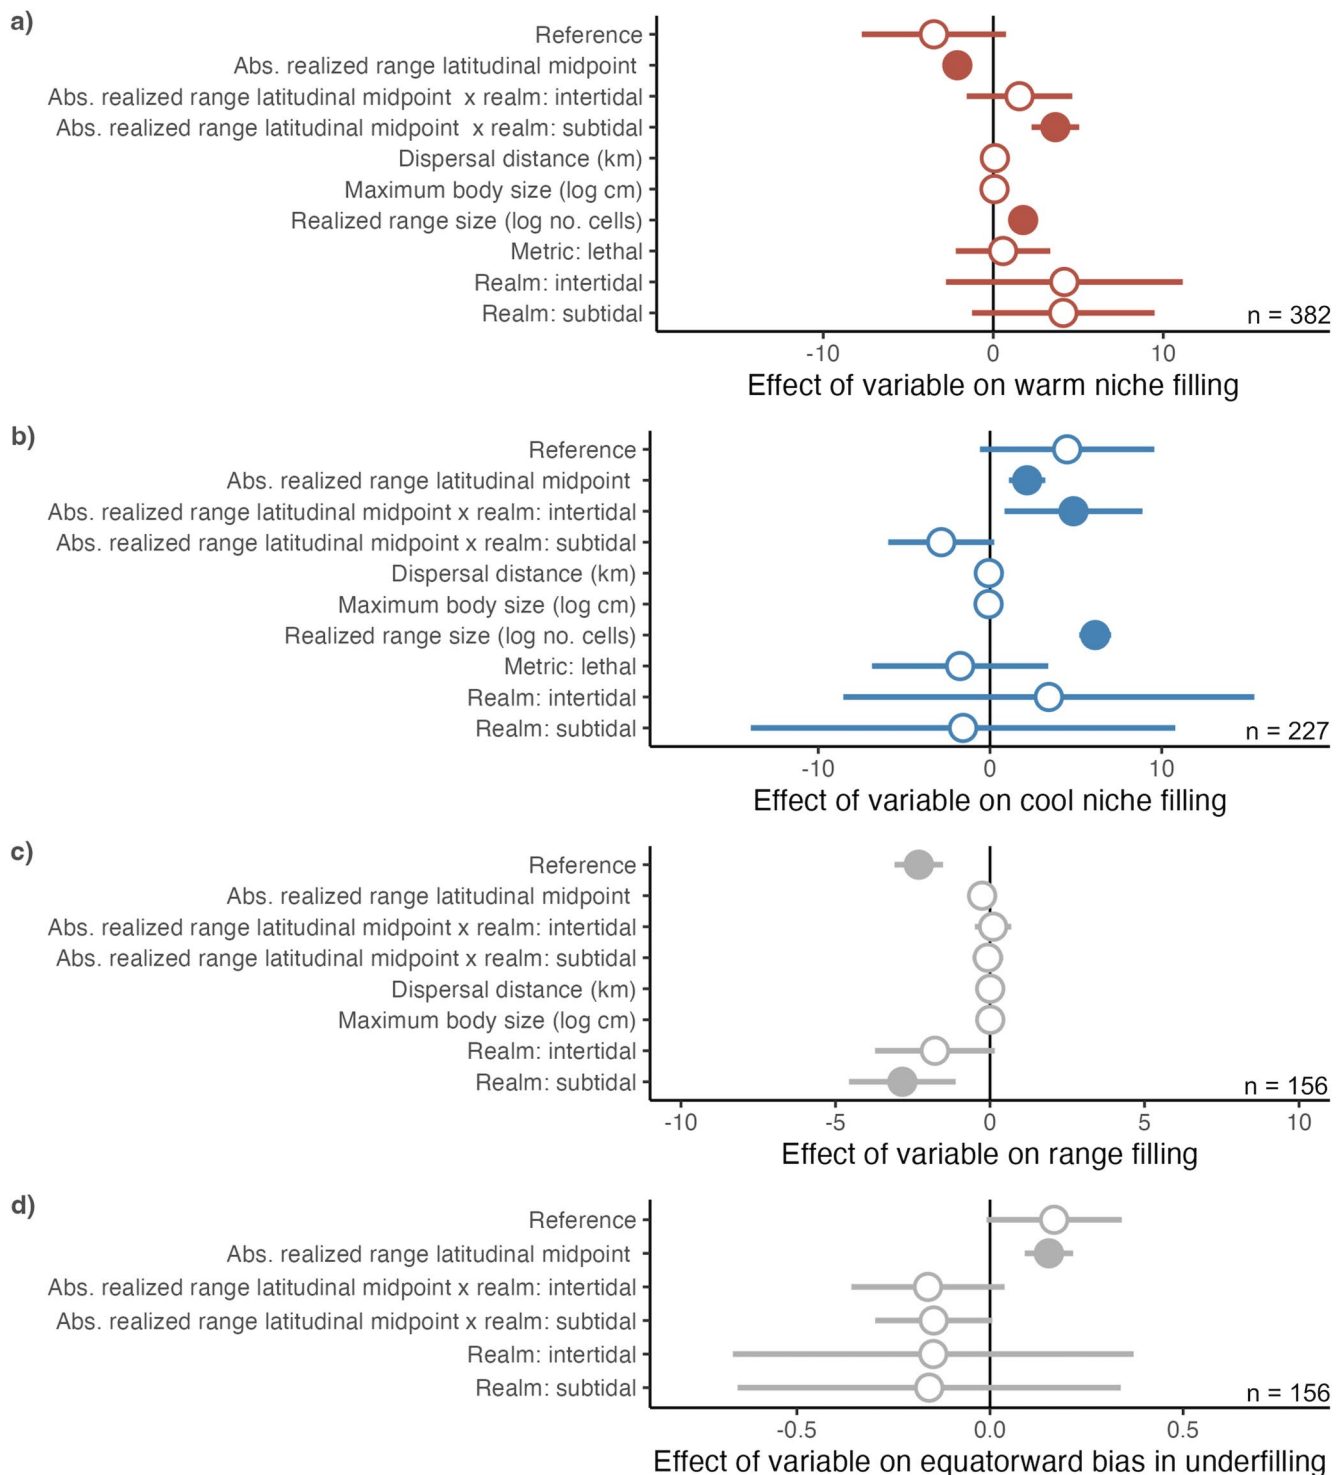 a)
Reference
Abs. realized range latitudinal midpoint
Abs. realized range latitudinal midpoint x realm: intertidal
Abs. realized range latitudinal midpoint x realm: subtidal
Dispersal distance (km)
Maximum body size (log cm)
Realized range size (log no. cells)
Metric: lethal
Realm: intertidal
Realm: subtidal
n = 382
-10 0 10
Effect of variable on warm niche filling
b)
Reference
Abs. realized range latitudinal midpoint
Abs. realized range latitudinal midpoint x realm: intertidal
Abs. realized range latitudinal midpoint x realm: subtidal
Dispersal distance (km)
Maximum body size (log cm)
Realized range size (log no. cells)
Metric: lethal
Realm: intertidal
Realm: subtidal
n = 227
-10 0 10
Effect of variable on cool niche filling
c)
Reference
Abs. realized range latitudinal midpoint
Abs. realized range latitudinal midpoint x realm: intertidal
Abs. realized range latitudinal midpoint x realm: subtidal
Dispersal distance (km)
Maximum body size (log cm)
Realm: intertidal
Realm: subtidal
n = 156
-10 -5 0 5 10
Effect of variable on range filling
d)
Reference
Abs. realized range latitudinal midpoint
Abs. realized range latitudinal midpoint x realm: intertidal
Abs. realized range latitudinal midpoint x realm: subtidal
Realm: intertidal
Realm: subtidal
n = 156
-0.5 0.0 0.5
Effect of variable on equatorward bias in underfilling